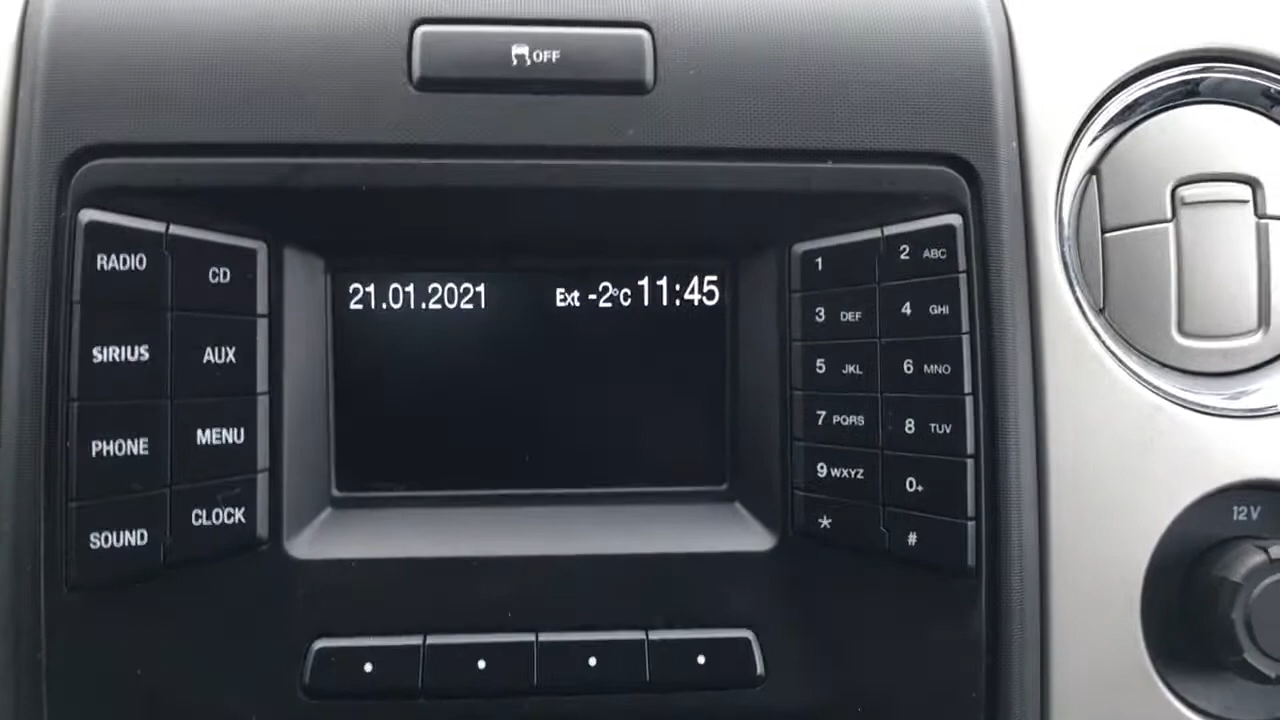 OFF
RADIO
CD
SIRIUS
AUX
PHONE
MENU
SOUND
CLOCK
21.01.2021 Ext -2°C 11:45
1
2 ABC
3 DEF
4 GHI
5 JKL
6 MNO
7 PQRS
8 TUV
9 WXYZ
0+
*
#
12V